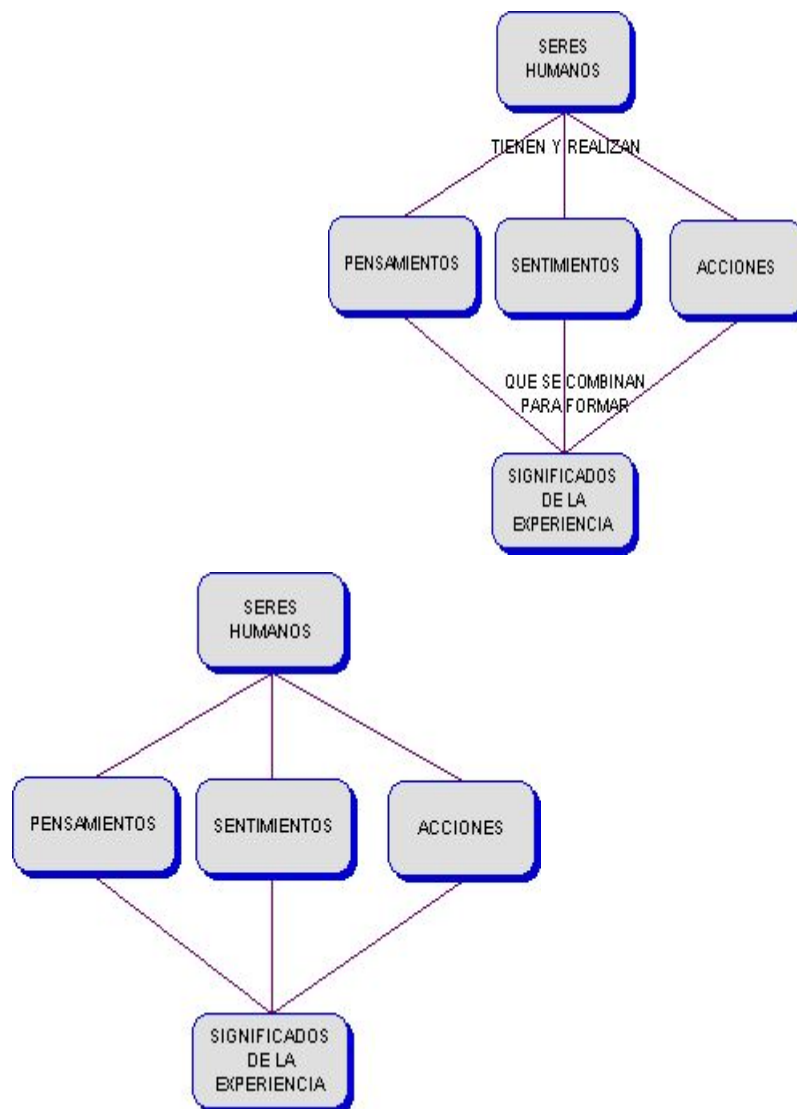 SERES
HUMANOS
TIENEN Y REALIZAN
PENSAMIENTOS
SENTIMIENTOS
ACCIONES
QUE SE COMBINAN
PARA FORMAR
SIGNIFICADOS
DE LA
EXPERIENCIA
SERES
HUMANOS
PENSAMIENTOS
SENTIMIENTOS
ACCIONES
SIGNIFICADOS
DE LA
EXPERIENCIA